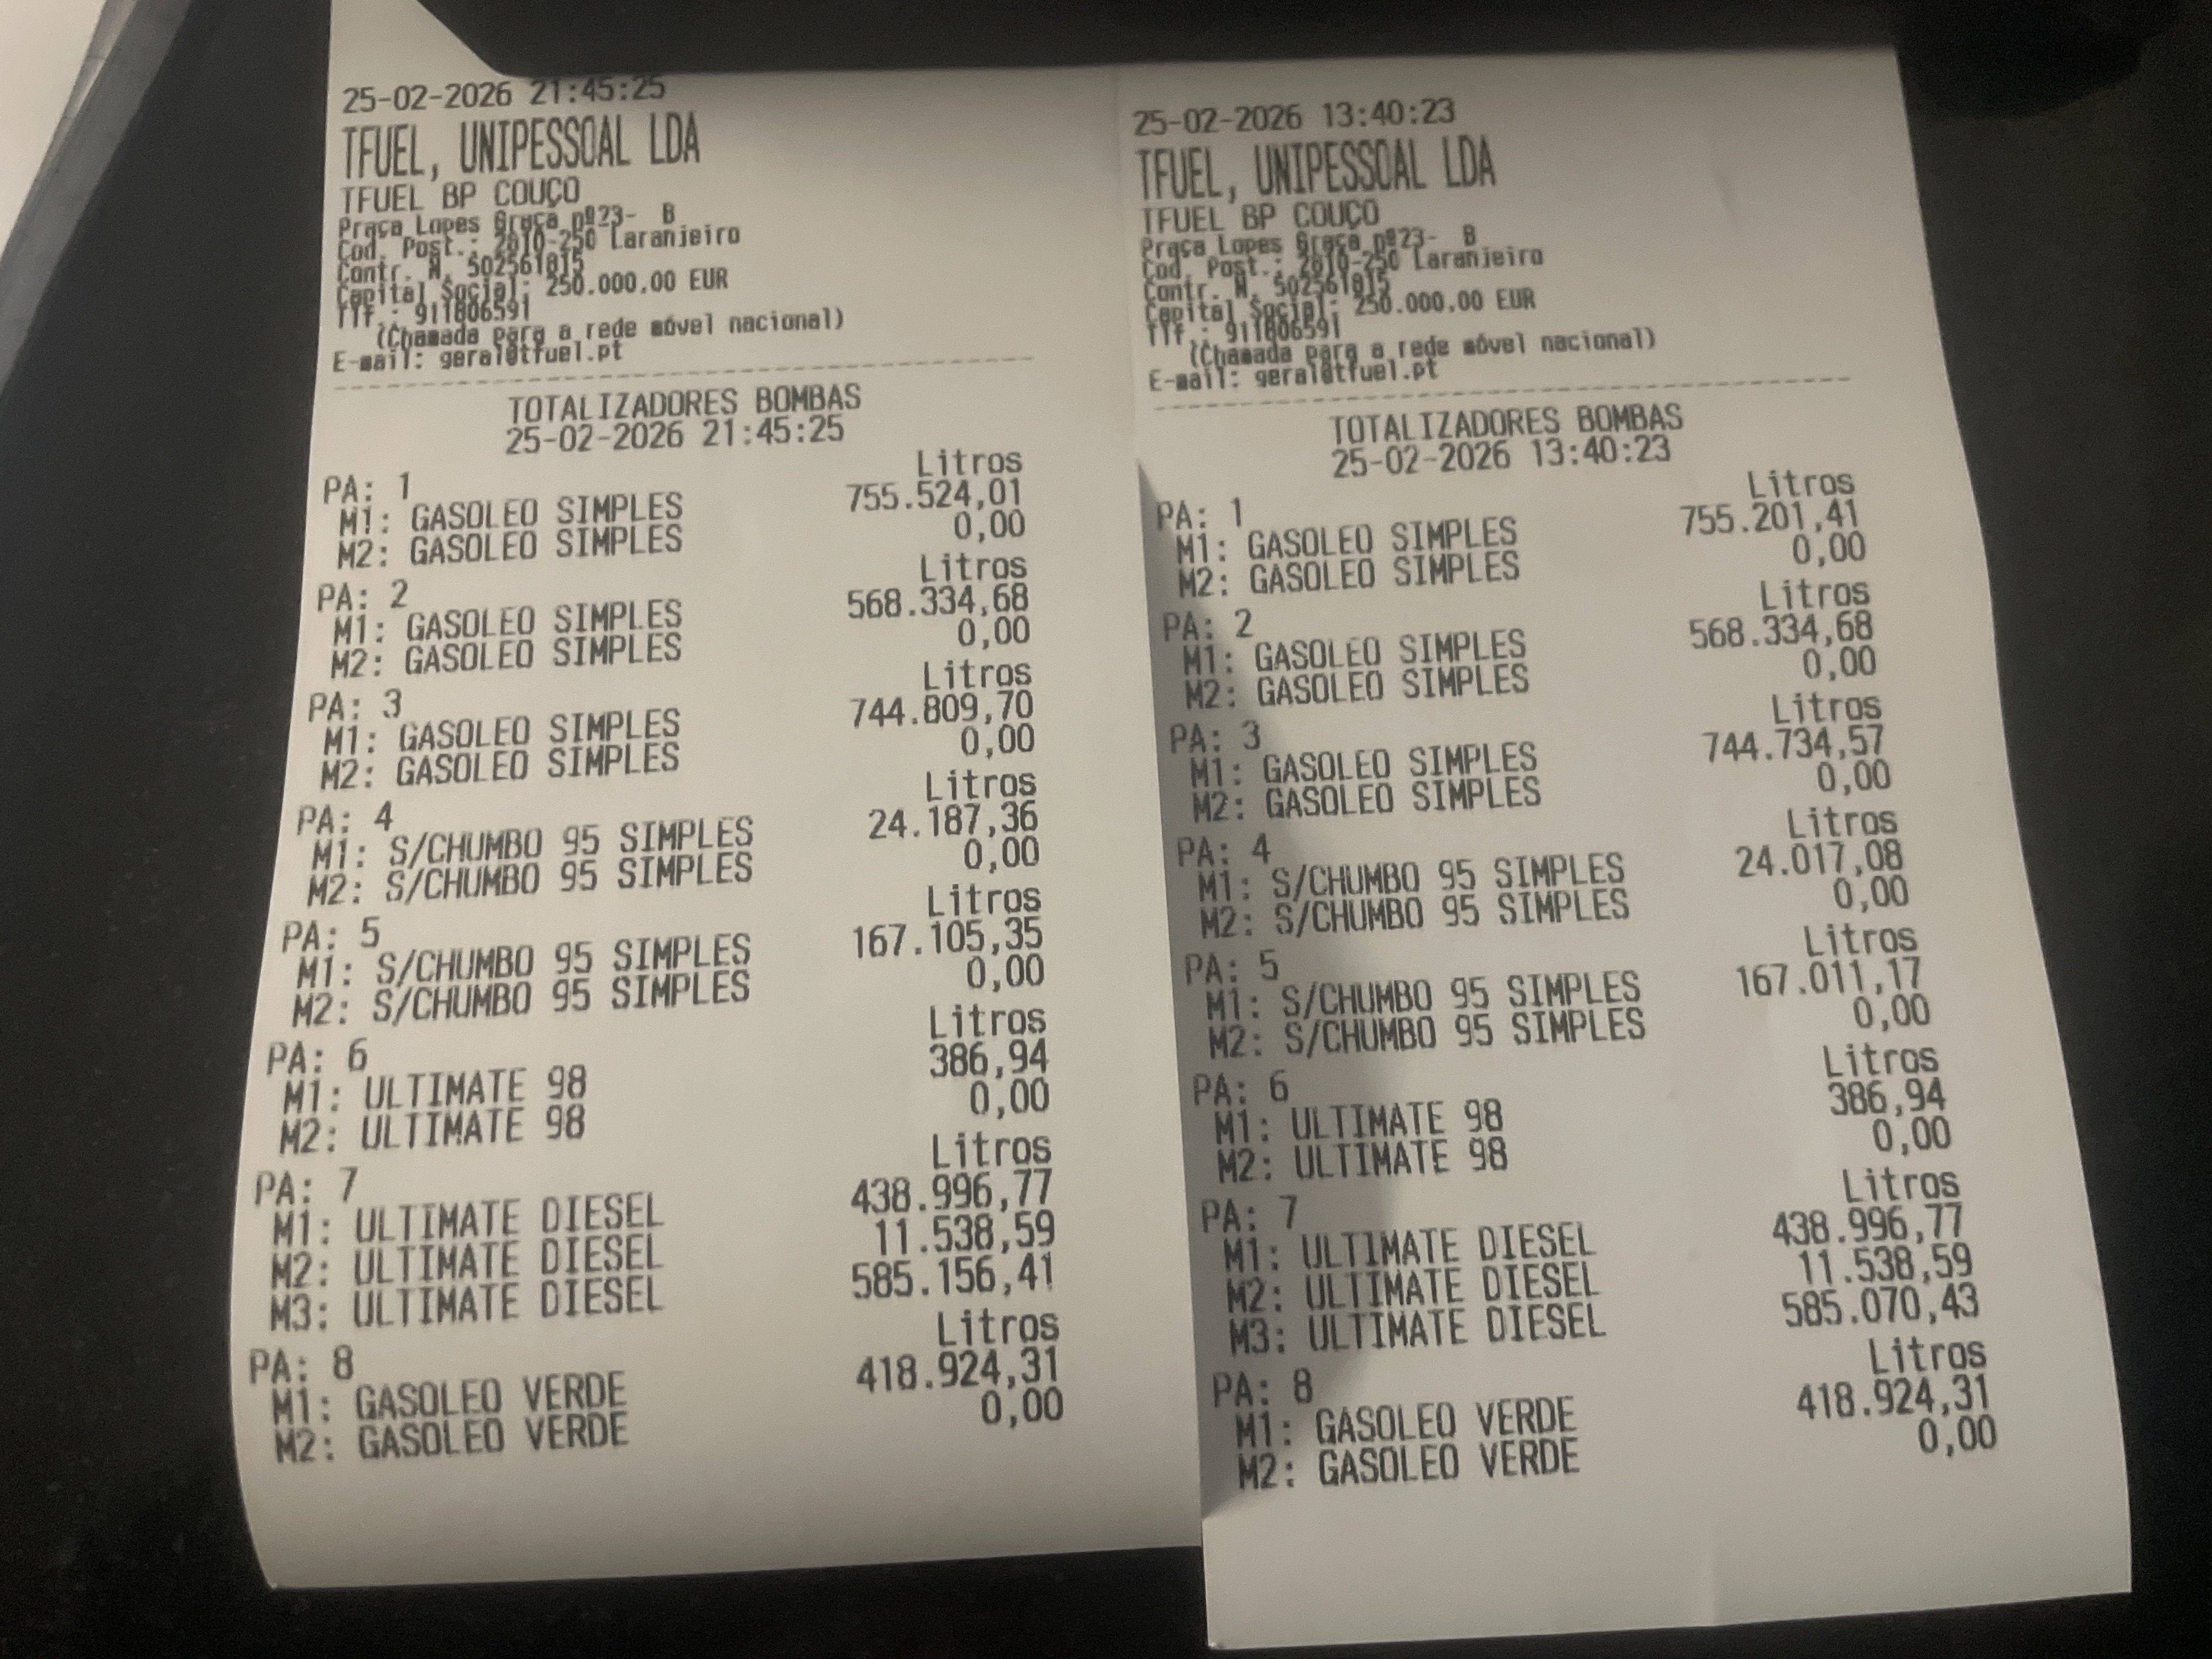 25-02-2026 21:45:25
TFUEL, UNIPESSOAL LDA
TFUEL BP COUÇO
Praça Lopes Graça nº23- B
Cod. Post.: 2810-250 Laranjeiro
Contr. N. 502561815
Capital Social: 250.000,00 EUR
Tlf.: 911806591
(Chamada para a rede móvel nacional)
E-mail: geral@tfuel.pt
TOTALIZADORES BOMBAS
25-02-2026 21:45:25
PA: 1 Litros
M1: GASOLEO SIMPLES 755.524,01
M2: GASOLEO SIMPLES 0,00
PA: 2 Litros
M1: GASOLEO SIMPLES 568.334,68
M2: GASOLEO SIMPLES 0,00
PA: 3 Litros
M1: GASOLEO SIMPLES 744.809,70
M2: GASOLEO SIMPLES 0,00
PA: 4 Litros
M1: S/CHUMBO 95 SIMPLES 24.187,36
M2: S/CHUMBO 95 SIMPLES 0,00
PA: 5 Litros
M1: S/CHUMBO 95 SIMPLES 167.105,35
M2: S/CHUMBO 95 SIMPLES 0,00
PA: 6 Litros
M1: ULTIMATE 98 386,94
M2: ULTIMATE 98 0,00
PA: 7 Litros
M1: ULTIMATE DIESEL 438.996,77
M2: ULTIMATE DIESEL 11.538,59
M3: ULTIMATE DIESEL 585.156,41
PA: 8 Litros
M1: GASOLEO VERDE 418.924,31
M2: GASOLEO VERDE 0,00
25-02-2026 13:40:23
TFUEL, UNIPESSOAL LDA
TFUEL BP COUÇO
Praça Lopes Graça nº23- B
Cod. Post.: 2810-250 Laranjeiro
Contr. N. 502561815
Capital Social: 250.000,00 EUR
Tlf.: 911806591
(Chamada para a rede móvel nacional)
E-mail: geral@tfuel.pt
TOTALIZADORES BOMBAS
25-02-2026 13:40:23
PA: 1 Litros
M1: GASOLEO SIMPLES 755.201,41
M2: GASOLEO SIMPLES 0,00
PA: 2 Litros
M1: GASOLEO SIMPLES 568.334,68
M2: GASOLEO SIMPLES 0,00
PA: 3 Litros
M1: GASOLEO SIMPLES 744.734,57
M2: GASOLEO SIMPLES 0,00
PA: 4 Litros
M1: S/CHUMBO 95 SIMPLES 24.017,08
M2: S/CHUMBO 95 SIMPLES 0,00
PA: 5 Litros
M1: S/CHUMBO 95 SIMPLES 167.011,17
M2: S/CHUMBO 95 SIMPLES 0,00
PA: 6 Litros
M1: ULTIMATE 98 386,94
M2: ULTIMATE 98 0,00
PA: 7 Litros
M1: ULTIMATE DIESEL 438.996,77
M2: ULTIMATE DIESEL 11.538,59
M3: ULTIMATE DIESEL 585.070,43
PA: 8 Litros
M1: GASOLEO VERDE 418.924,31
M2: GASOLEO VERDE 0,00